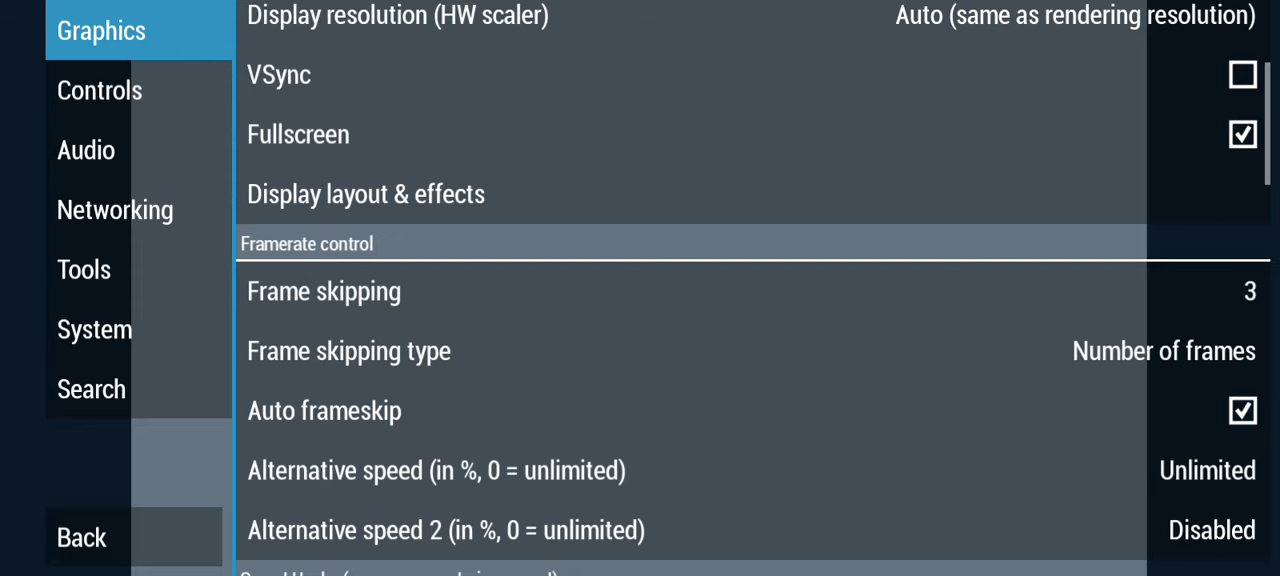 Graphics
Controls
Audio
Networking
Tools
System
Search
Back
Display resolution (HW scaler) Auto (same as rendering resolution)
VSync
Fullscreen
Display layout & effects
Framerate control
Frame skipping 3
Frame skipping type Number of frames
Auto frameskip
Alternative speed (in %, 0 = unlimited) Unlimited
Alternative speed 2 (in %, 0 = unlimited) Disabled